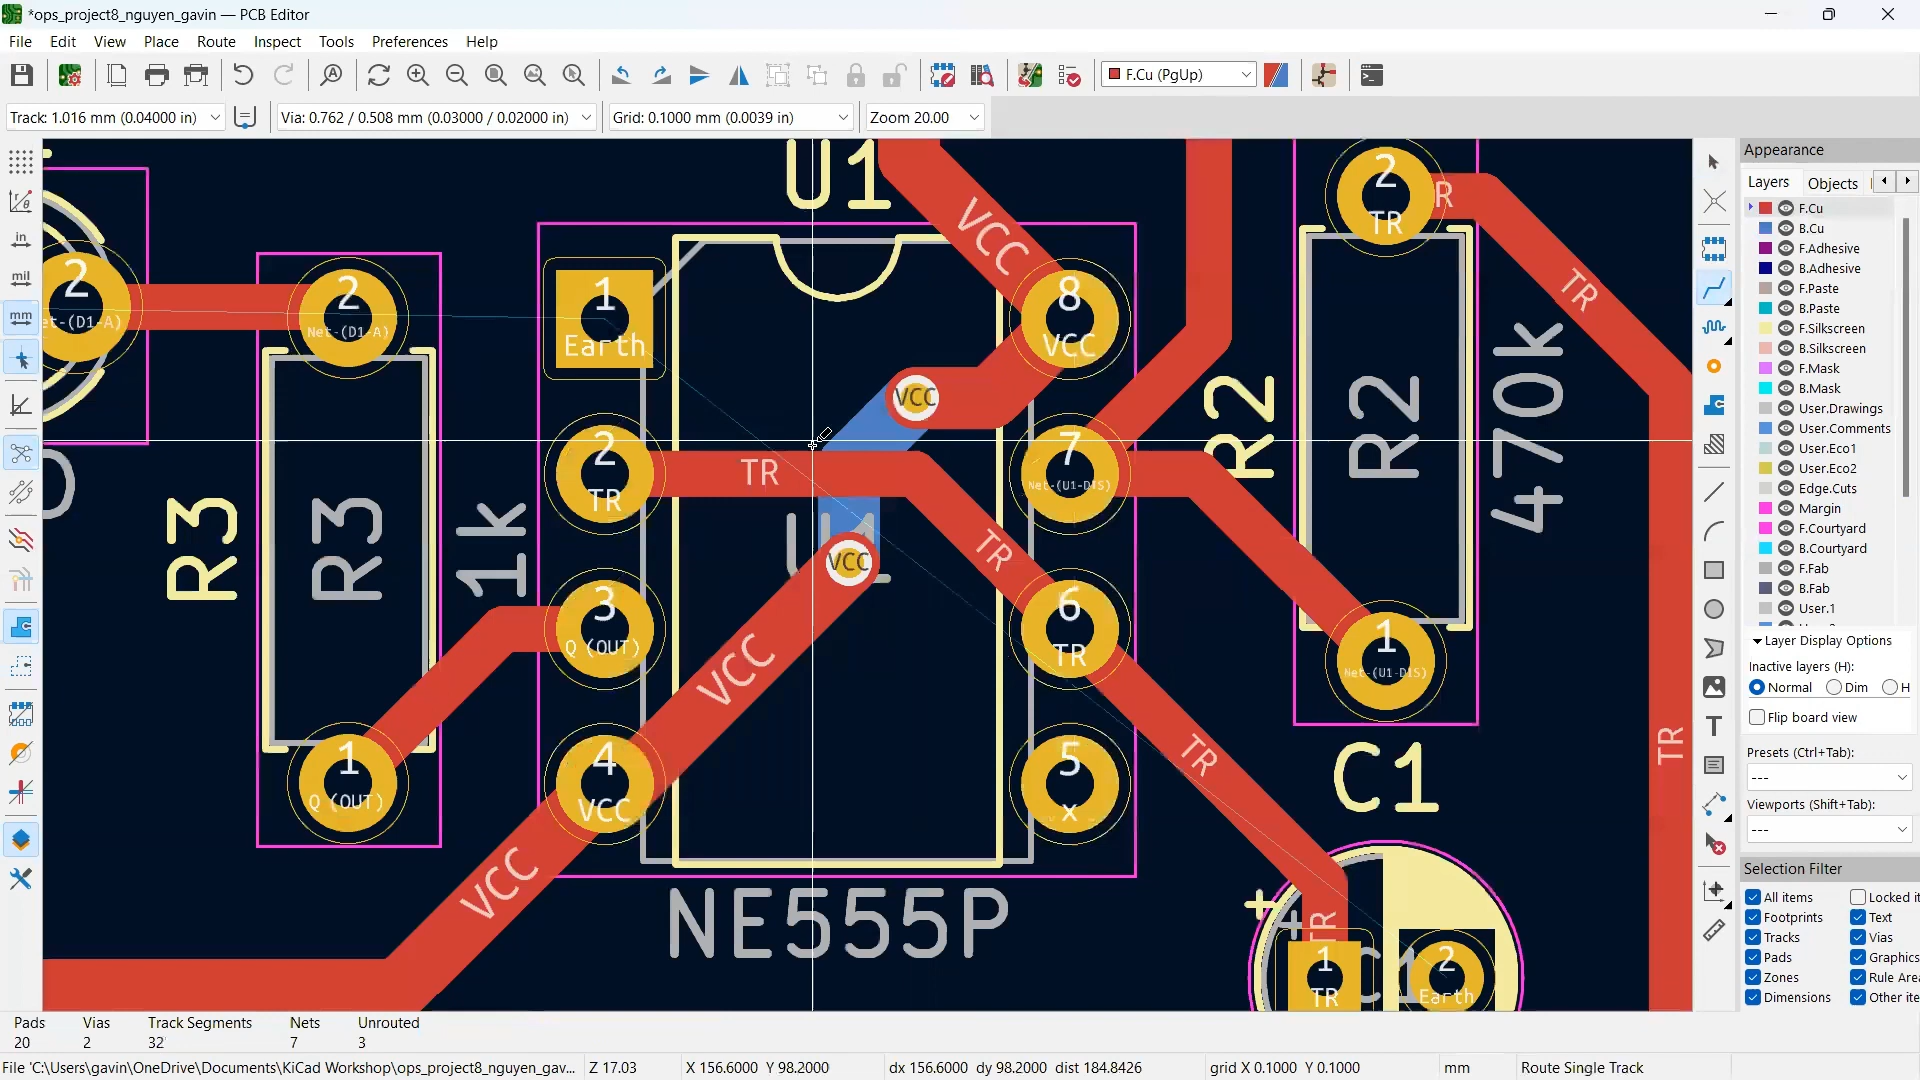 *ops_project8_nguyen_gavin — PCB Editor
File Edit View Place Route Inspect Tools Preferences Help
F.Cu (PgUp)
Track: 1.016 mm (0.04000 in)
Via: 0.762 / 0.508 mm (0.03000 / 0.02000 in)
Grid: 0.1000 mm (0.0039 in)
Zoom 20.00
in
mil
mm
U1
VCC
2
et-(D1-A)
2
Net-(D1-A)
1
Earth
8
VCC
VCC
2
TR
R
TR
2
TR
TR
7
Net-(U1-DIS)
R2
R2
470k
R3
R3
1k
VCC
TR
3
Q (OUT)
6
TR
1
Net-(U1-DIS)
VCC
1
Q (OUT)
4
VCC
5
x
TR
TR
C1
VCC
NE555P
+
TR
1
TR
2
Earth
Appearance
Layers Objects
F.Cu
B.Cu
F.Adhesive
B.Adhesive
F.Paste
B.Paste
F.Silkscreen
B.Silkscreen
F.Mask
B.Mask
User.Drawings
User.Comments
User.Eco1
User.Eco2
Edge.Cuts
Margin
F.Courtyard
B.Courtyard
F.Fab
B.Fab
User.1
Layer Display Options
Inactive layers (H):
Normal Dim H
Flip board view
Presets (Ctrl+Tab):
---
Viewports (Shift+Tab):
---
Selection Filter
All items Locked it
Footprints Text
Tracks Vias
Pads Graphics
Zones Rule Area
Dimensions Other ite
Pads Vias Track Segments Nets Unrouted
20 2 32 7 3
File 'C:\Users\gavin\OneDrive\Documents\KiCad Workshop\ops_project8_nguyen_gav... Z 17.03 X 156.6000 Y 98.2000 dx 156.6000 dy 98.2000 dist 184.8426 grid X 0.1000 Y 0.1000 mm Route Single Track